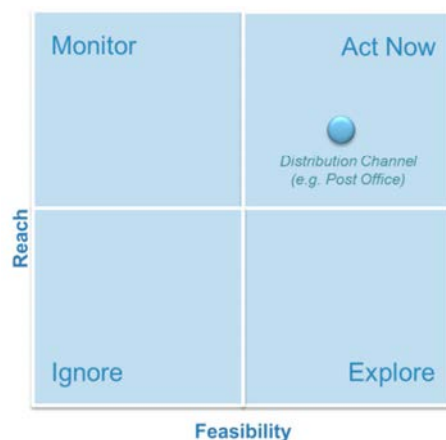 Monitor
Act Now
Distribution Channel
(e.g. Post Office)
Reach
Ignore
Explore
Feasibility